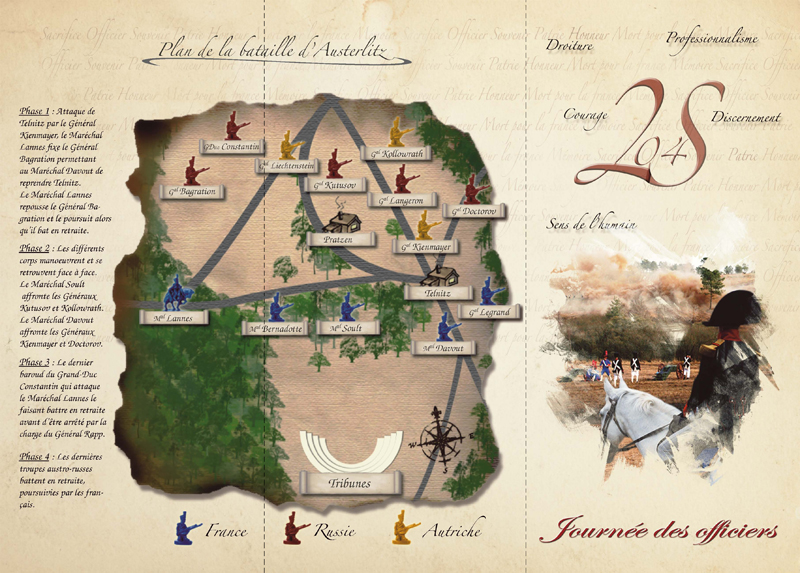 Plan de la bataille d'Austerlitz
Phase 1 : Attaque de
Telnitz par le Général
Kienmayer, le Maréchal
Lannes fixe le Général
Bagration permettant
au Maréchal Davout de
reprendre Telnitz.
Le Maréchal Lannes
repousse le Général Ba-
gration et le poursuit alors
qu'il bat en retraite.
Phase 2 : Les différents
corps manoeuvrent et se
retrouvent face à face.
Le Maréchal Soult
affronte les Généraux
Kutusov et Kollowrath.
Le Maréchal Davout
affronte les Généraux
Kienmayer et Doctorov.
Phase 3 : Le dernier
baroud du Grand-Duc
Constantin qui attaque
le Maréchal Lannes le
faisant battre en retraite
avant d'être arrêté par la
charge du Général Rapp.
Phase 4 : Les dernières
troupes austro-russes
battent en retraite,
poursuivies par les fran-
çais.
GDuc Constantin
Gal Liechtenstein
Gal Kollowrath
Gal Bagration
Gal Kutusov
Gal Langeron
Gal Doctorov
Pratzen
Gal Kienmayer
Telnitz
Mal Lannes
Mal Bernadotte
Mal Soult
Gal Legrand
Mal Davout
N
W
E
S
Tribunes
France
Russie
Autriche
Droiture
Professionnalisme
Courage
204S
Discernement
Sens de l'humain
Journée des officiers